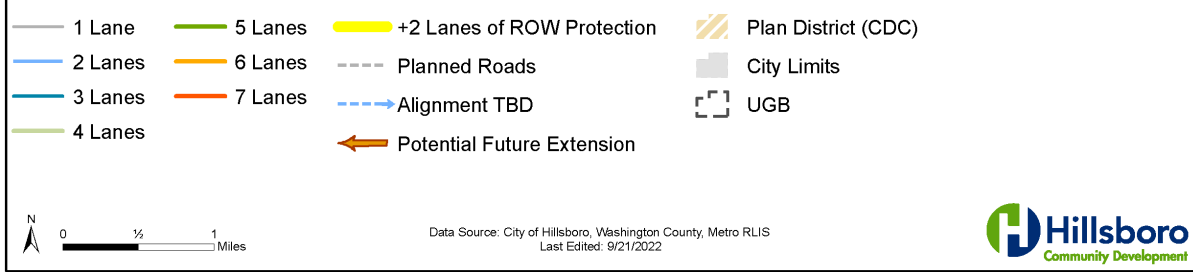 1 Lane
2 Lanes
3 Lanes
4 Lanes
5 Lanes
6 Lanes
7 Lanes
+2 Lanes of ROW Protection
Planned Roads
Alignment TBD
Potential Future Extension
Plan District (CDC)
City Limits
UGB
N
0 ½ 1
Miles
Data Source: City of Hillsboro, Washington County, Metro RLIS
Last Edited: 9/21/2022
Hillsboro
Community Development